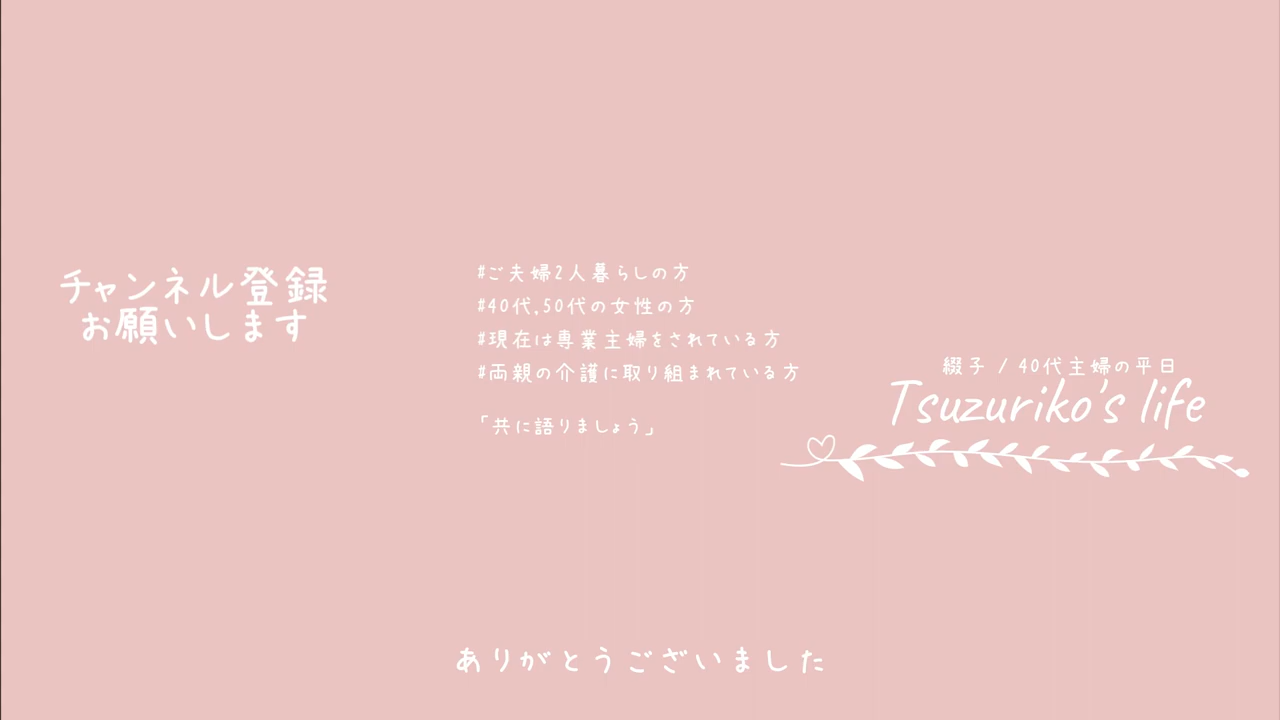 チャンネル登録
お願いします
#ご夫婦2人暮らしの方
#40代,50代の女性の方
#現在は専業主婦をされている方
#両親の介護に取り組まれている方
「共に語りましょう」
綴子 / 40代主婦の平日
Tsuzuriko's life
ありがとうございました